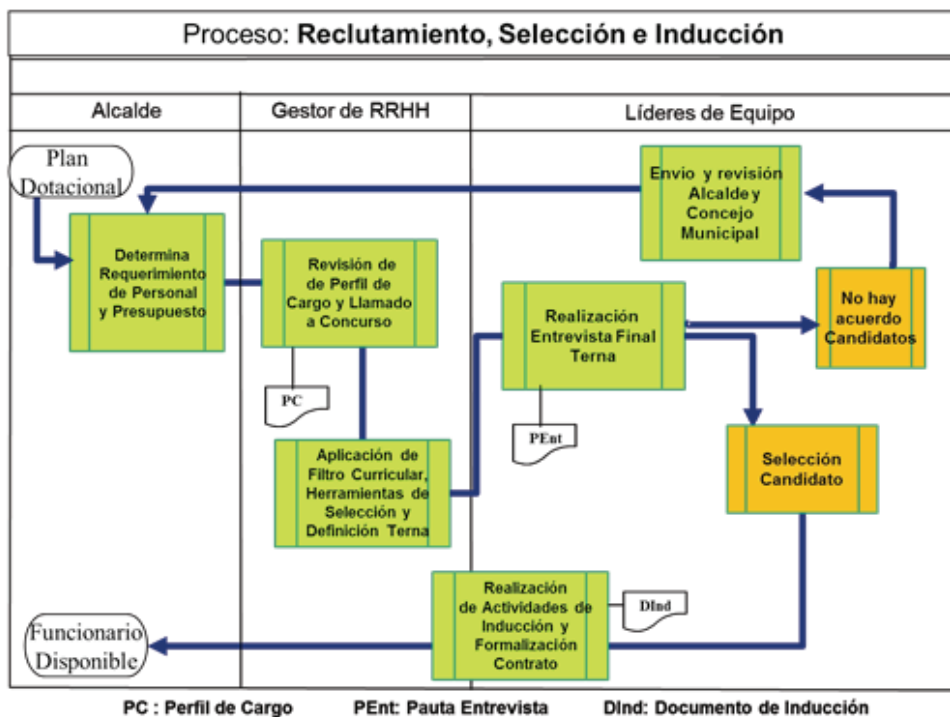 Proceso: Reclutamiento, Selección e Inducción
Alcalde
Gestor de RRHH
Líderes de Equipo
Plan
Dotacional
Envio y revisión
Alcalde y
Concejo
Municipal
Determina
Requerimiento
de Personal
y Presupuesto
Revisión de
de Perfil de
Cargo y Llamado
a Concurso
Realización
Entrevista Final
Terna
No hay
acuerdo
Candidatos
PC
PEnt
Aplicación de
Filtro Curricular,
Herramientas de
Selección y
Definición Terna
Selección
Candidato
Realización
de Actividades de
Inducción y
Formalización
Contrato
DInd
Funcionario
Disponible
PC : Perfil de Cargo
PEnt: Pauta Entrevista
DInd: Documento de Inducción